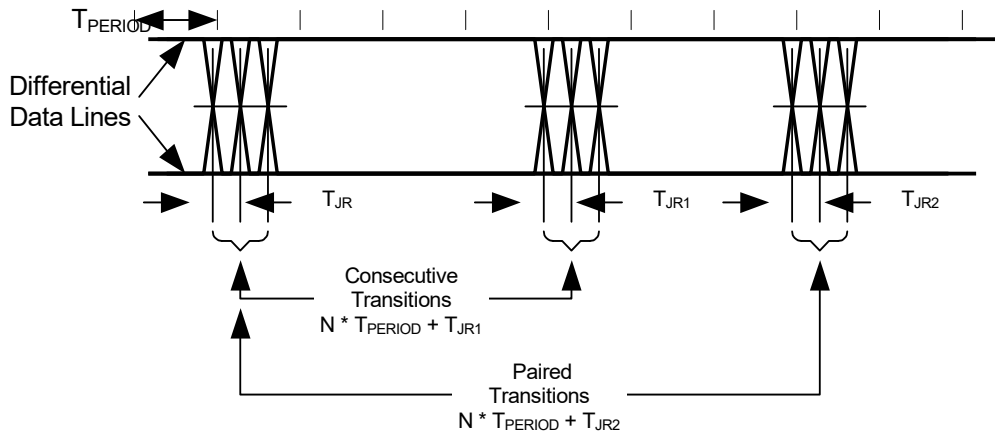 TPERIOD
Differential
Data Lines
TJR
TJR1
TJR2
Consecutive
Transitions
N * TPERIOD + TJR1
Paired
Transitions
N * TPERIOD + TJR2